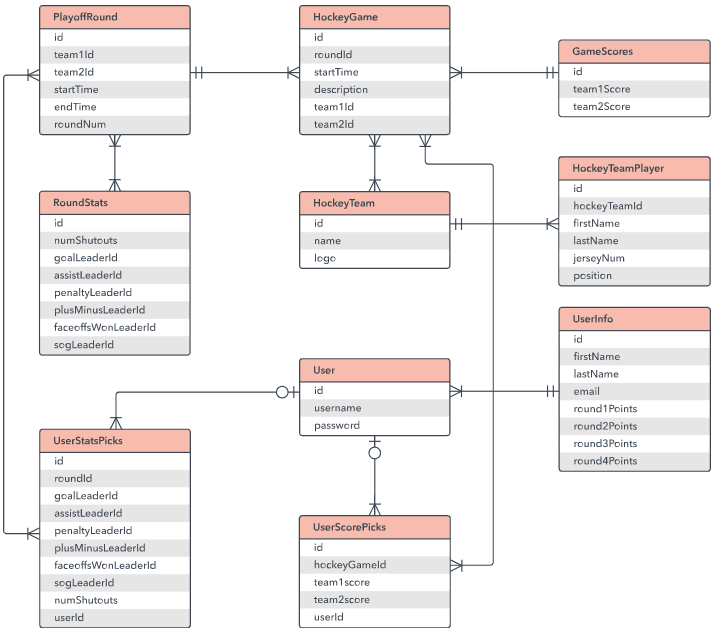 PlayoffRound
id
team1Id
team2Id
startTime
endTime
roundNum
HockeyGame
id
roundId
startTime
description
team1Id
team2Id
GameScores
id
team1Score
team2Score
RoundStats
id
numShutouts
goalLeaderId
assistLeaderId
penaltyLeaderId
plusMinusLeaderId
faceoffsWonLeaderId
sogLeaderId
HockeyTeam
id
name
logo
HockeyTeamPlayer
id
hockeyTeamId
firstName
lastName
jerseyNum
position
UserInfo
id
firstName
lastName
email
round1Points
round2Points
round3Points
round4Points
User
id
username
password
UserStatsPicks
id
roundId
goalLeaderId
assistLeaderId
penaltyLeaderId
plusMinusLeaderId
faceoffsWonLeaderId
sogLeaderId
numShutouts
userId
UserScorePicks
id
hockeyGameId
team1score
team2score
userId